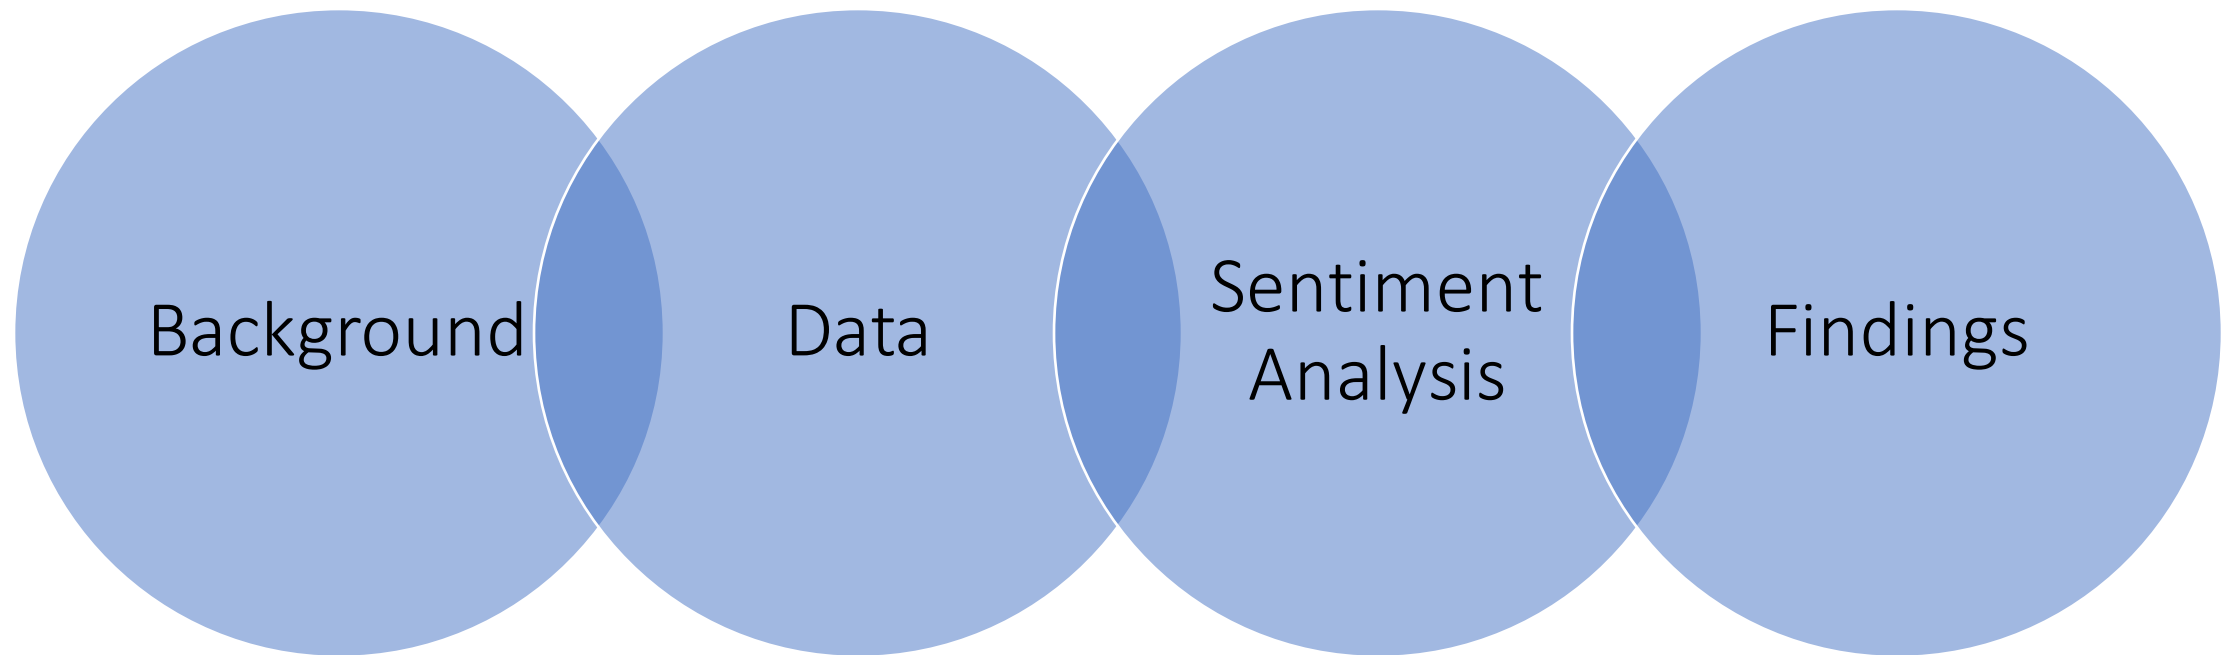 Background
Data
Sentiment
Analysis
Findings